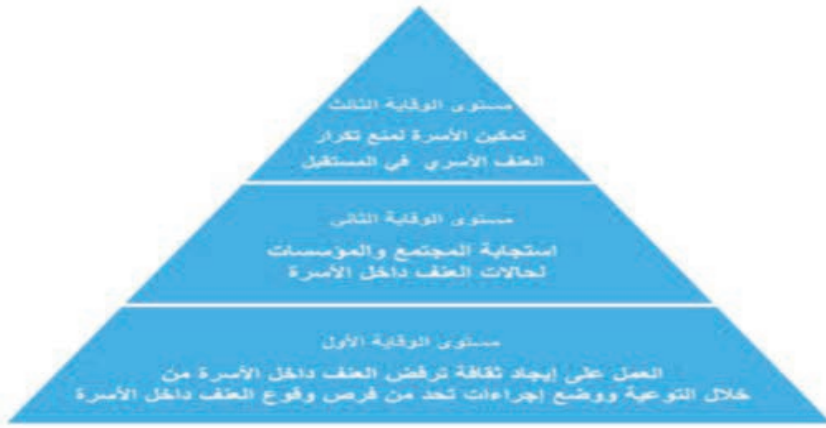 مستوى الوقاية الثالث
تمكين الأسرة لمنع تكرار
العنف الأسري في المستقبل
مستوى الوقاية الثاني
استجابة المجتمع والمؤسسات
لحالات العنف داخل الأسرة
مستوى الوقاية الأول
العمل على إيجاد ثقافة ترفض العنف داخل الأسرة من
خلال التوعية ووضع إجراءات تحد من فرص وقوع العنف داخل الأسرة